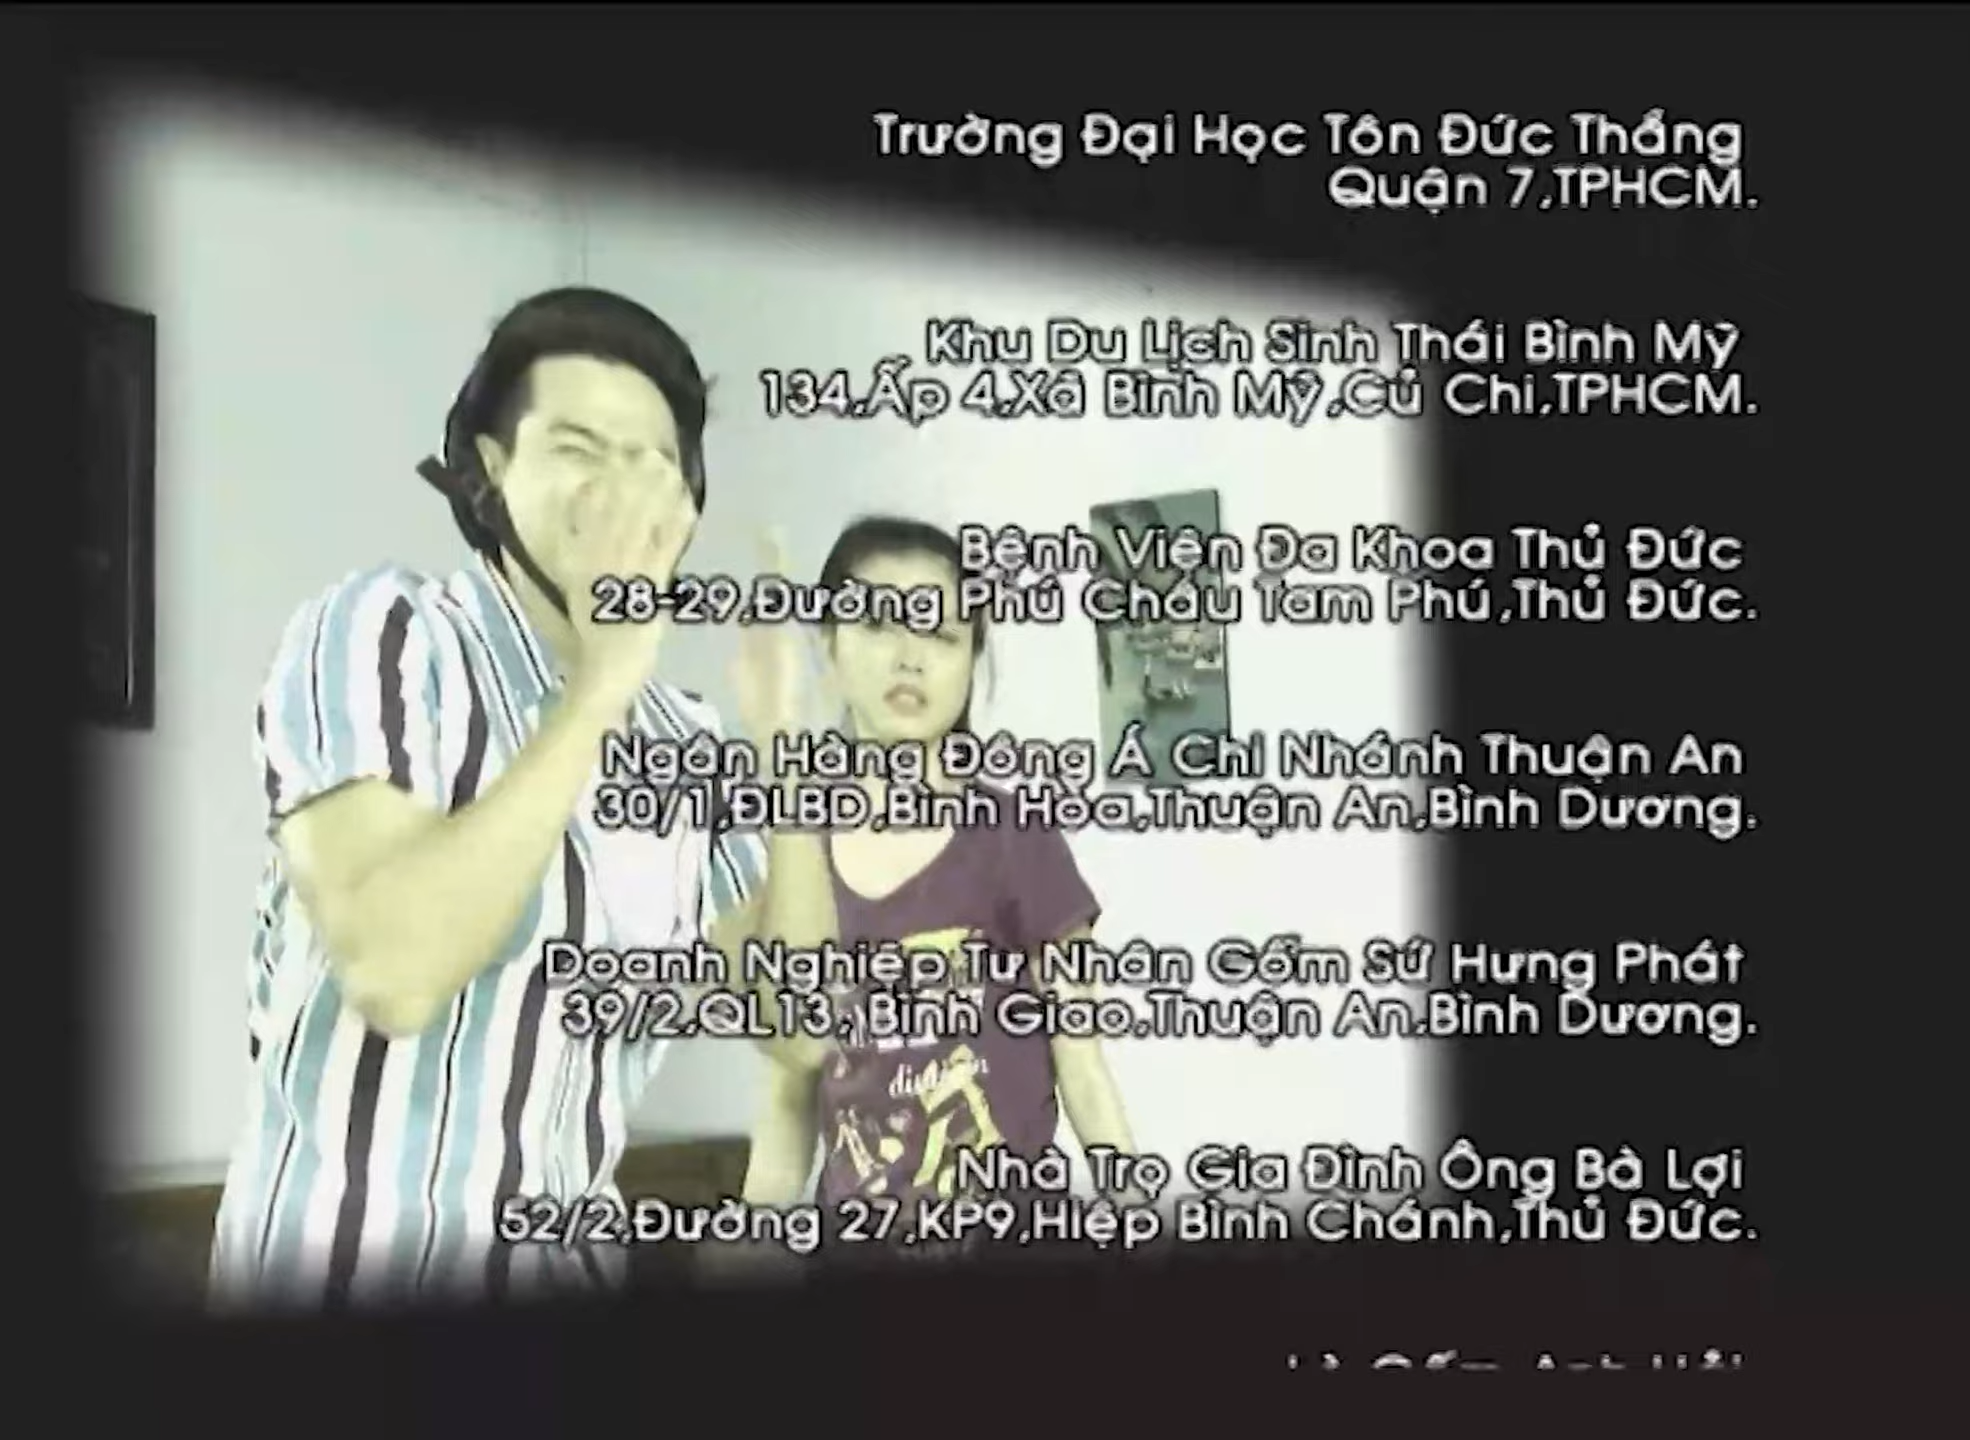 Trường Đại Học Tôn Đức Thắng
Quận 7,TPHCM.
Khu Du Lịch Sinh Thái Bình Mỹ
134,Ấp 4,Xã Bình Mỹ,Củ Chi,TPHCM.
Bệnh Viện Đa Khoa Thủ Đức
28-29,Đường Phú Châu Tam Phú,Thủ Đức.
Ngân Hàng Đông Á Chi Nhánh Thuận An
30/1,ĐLBD,Bình Hòa,Thuận An,Bình Dương.
Doanh Nghiệp Tư Nhân Gốm Sứ Hưng Phát
39/2,QL13, Bình Giao,Thuận An,Bình Dương.
Nhà Trọ Gia Đình Ông Bà Lợi
52/2,Đường 27,KP9,Hiệp Bình Chánh,Thủ Đức.